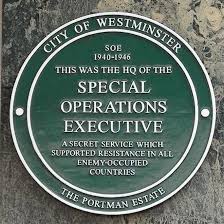 CITY OF WESTMINSTER
SOE
1940-1946
THIS WAS THE HQ OF THE
SPECIAL
OPERATIONS
EXECUTIVE
A SECRET SERVICE WHICH
SUPPORTED RESISTANCE IN ALL
ENEMY-OCCUPIED
COUNTRIES
THE PORTMAN ESTATE